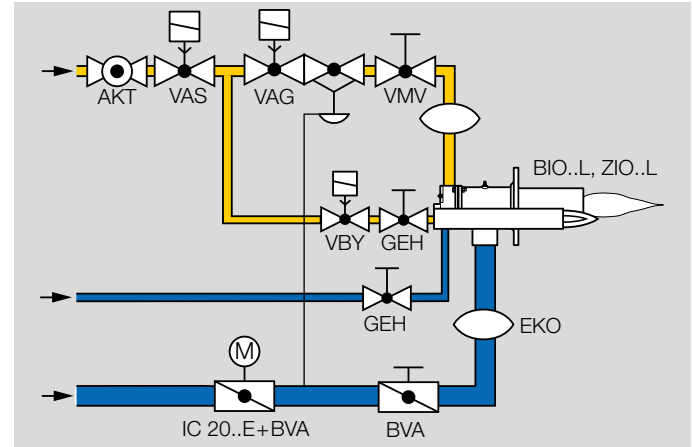 AKT
VAS
VAG
VMV
BIO..L, ZIO..L
VBY
GEH
GEH
EKO
M
IC 20..E+BVA
BVA